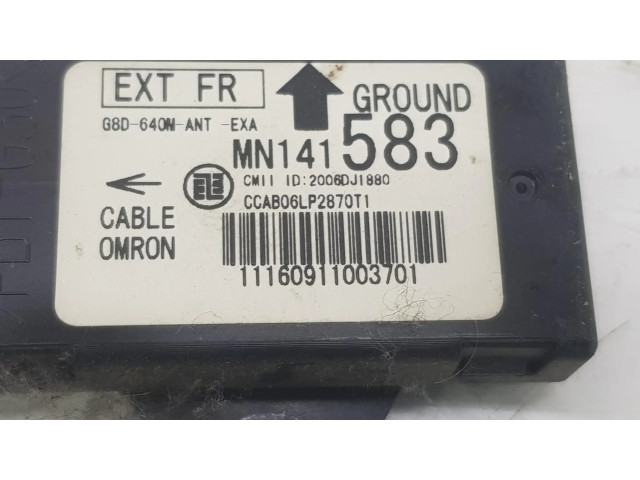 EXT FR
GROUND
G8D-640M-ANT -EXA
MN141583
CMII ID:2006DJ1880
CCAB06LP2870T1
CABLE
OMRON
11160911003701